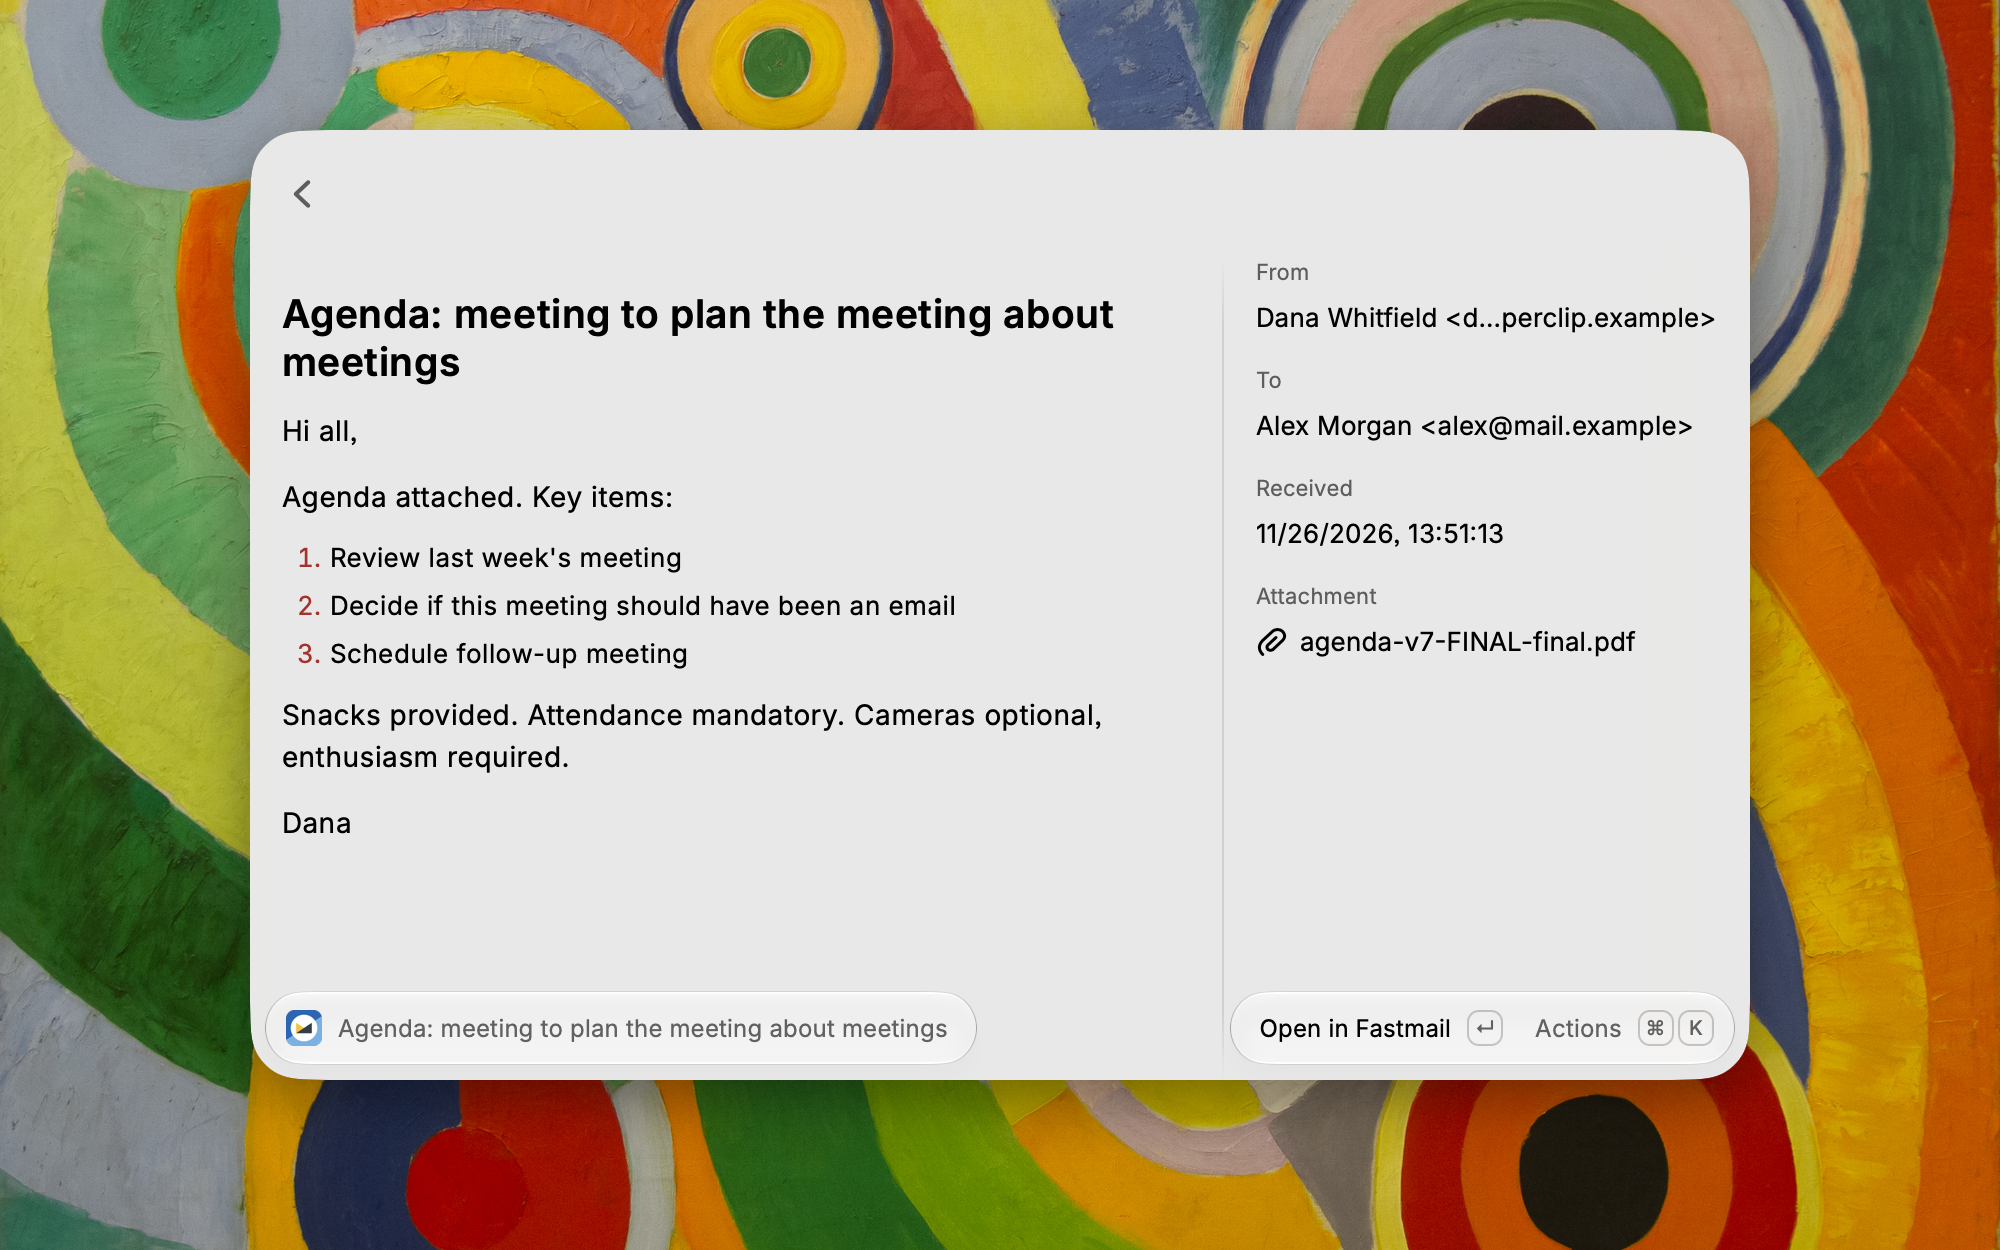 Agenda: meeting to plan the meeting about
meetings
Hi all,
Agenda attached. Key items:
1. Review last week's meeting
2. Decide if this meeting should have been an email
3. Schedule follow-up meeting
Snacks provided. Attendance mandatory. Cameras optional,
enthusiasm required.
Dana
From
Dana Whitfield <d...perclip.example>
To
Alex Morgan <alex@mail.example>
Received
11/26/2026, 13:51:13
Attachment
agenda-v7-FINAL-final.pdf
Agenda: meeting to plan the meeting about meetings
Open in Fastmail ↵ Actions ⌘ K